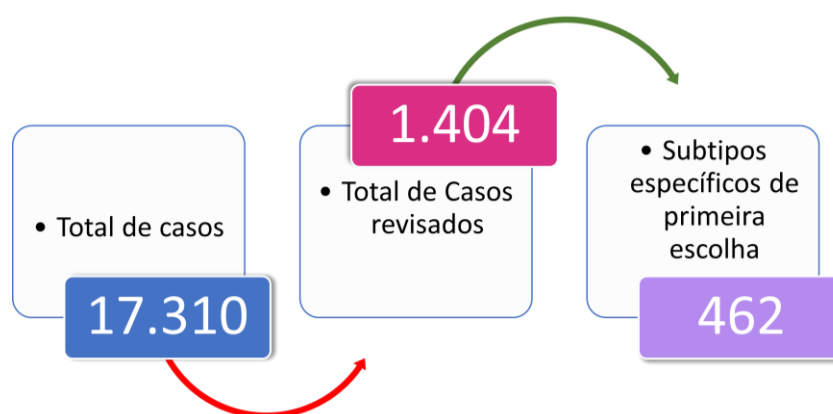 • Total de casos
17.310
1.404
• Total de Casos
revisados
• Subtipos
específicos de
primeira
escolha
462